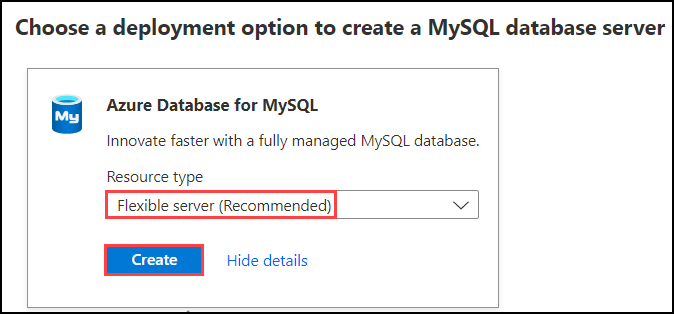 Choose a deployment option to create a MySQL database server
My
Azure Database for MySQL
Innovate faster with a fully managed MySQL database.
Resource type
Flexible server (Recommended)
Create
Hide details